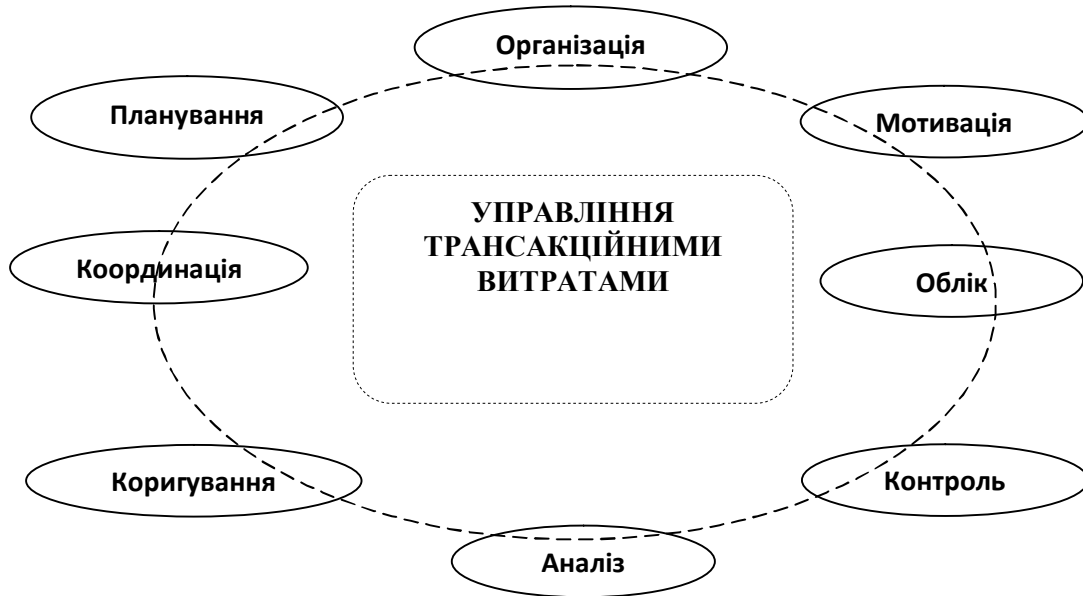 Організація
Планування
Мотивація
УПРАВЛІННЯ
ТРАНСАКЦІЙНИМИ
ВИТРАТАМИ
Координація
Облік
Коригування
Контроль
Аналіз